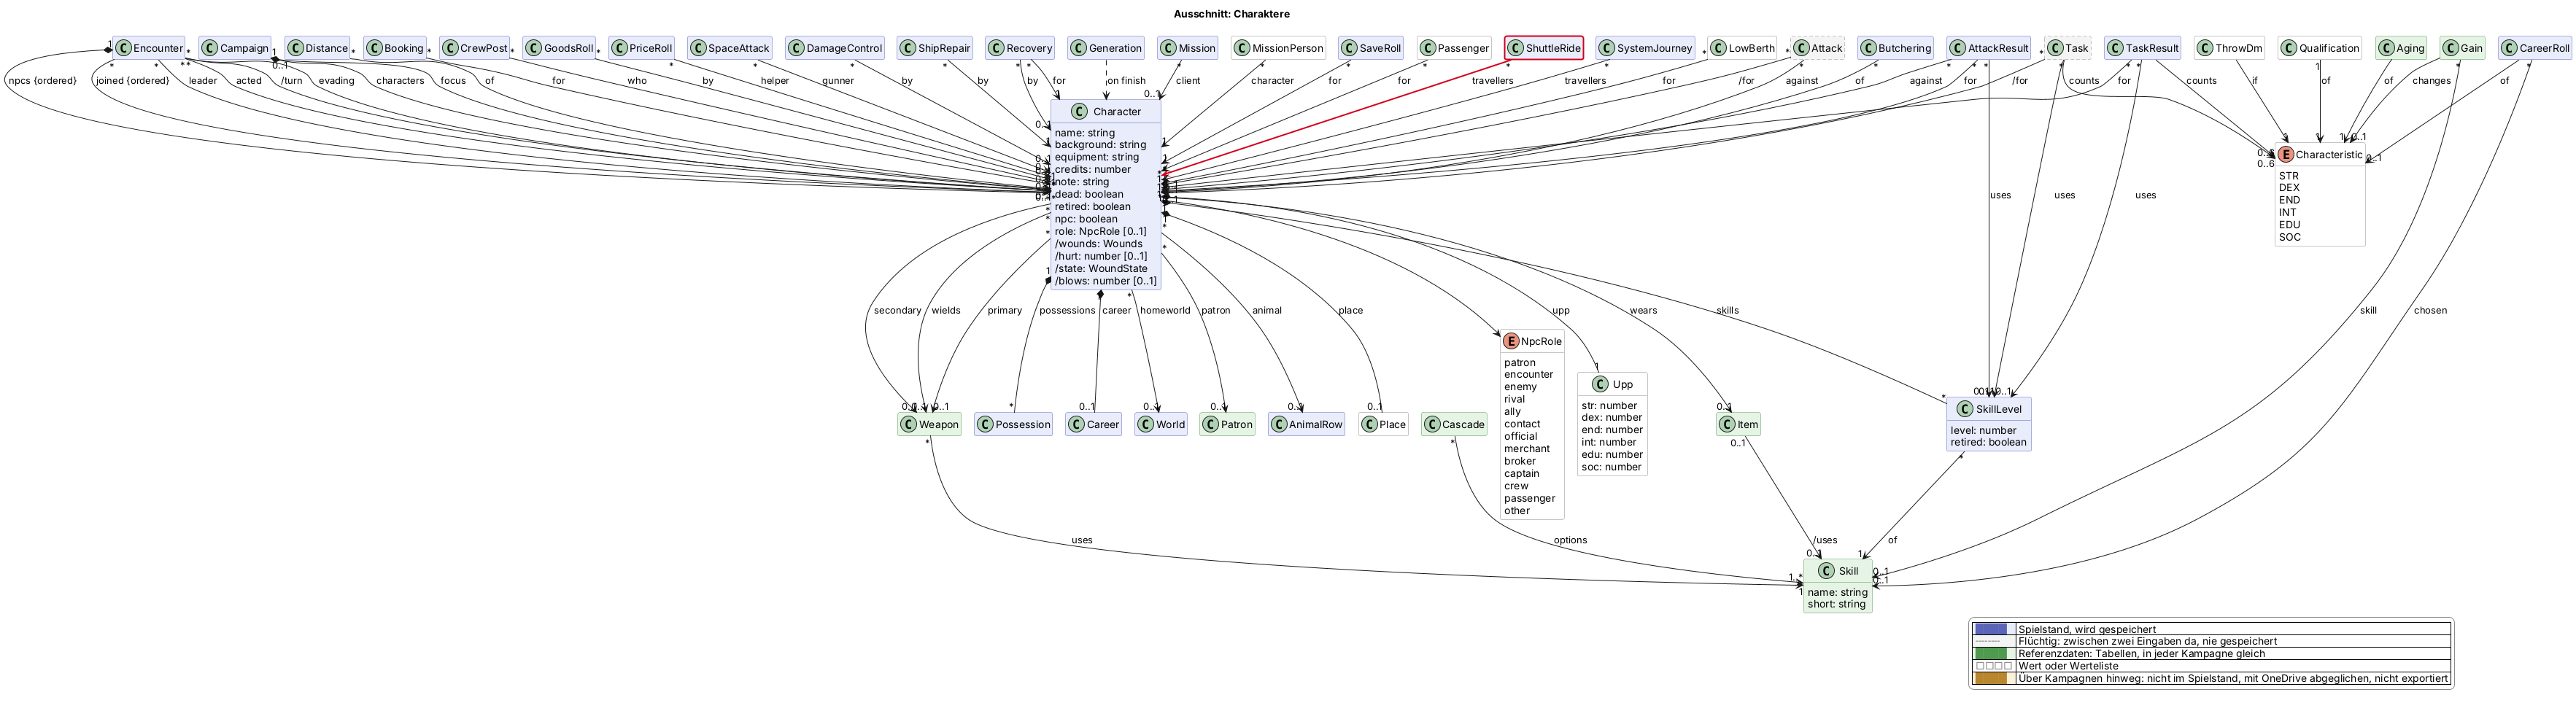 Ausschnitt: Charaktere
Encounter
Campaign
Distance
Booking
CrewPost
GoodsRoll
PriceRoll
SpaceAttack
DamageControl
ShipRepair
Recovery
Generation
Mission
MissionPerson
SaveRoll
Passenger
ShuttleRide
SystemJourney
LowBerth
Attack
Butchering
AttackResult
Task
TaskResult
ThrowDm
Qualification
Aging
Gain
CareerRoll
npcs {ordered}
joined {ordered}
leader
acted
/turn
evading
characters
focus
of
for
who
by
helper
gunner
by
by
by
for
on finish
client
character
for
for
travellers
travellers
for
/for
against
of
against
for
/for
counts
for
counts
if
of
of
changes
of
Character
name: string
background: string
equipment: string
credits: number
note: string
dead: boolean
retired: boolean
npc: boolean
role: NpcRole [0..1]
/wounds: Wounds
/hurt: number [0..1]
/state: WoundState
/blows: number [0..1]
Characteristic
STR
DEX
END
INT
EDU
SOC
uses
uses
uses
secondary
wields
primary
possessions
career
homeworld
patron
animal
place
upp
wears
skills
skill
chosen
NpcRole
patron
encounter
enemy
rival
ally
contact
official
merchant
broker
captain
crew
passenger
other
Upp
str: number
dex: number
end: number
int: number
edu: number
soc: number
Weapon
Possession
Career
World
Patron
AnimalRow
Place
Cascade
Item
SkillLevel
level: number
retired: boolean
uses
options
/uses
of
Skill
name: string
short: string
Spielstand, wird gespeichert
Flüchtig: zwischen zwei Eingaben da, nie gespeichert
Referenzdaten: Tabellen, in jeder Kampagne gleich
Wert oder Werteliste
Über Kampagnen hinweg: nicht im Spielstand, mit OneDrive abgeglichen, nicht exportiert